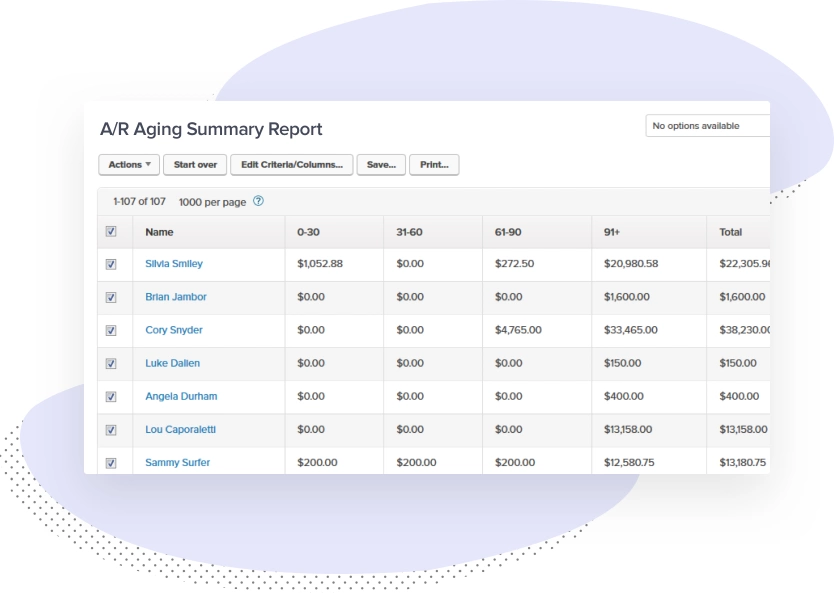 A/R Aging Summary Report
No options available
Actions Start over Edit Criteria/Columns... Save... Print...
1-107 of 107 1000 per page ?
Name 0-30 31-60 61-90 91+ Total
Silvia Smiley $1,052.88 $0.00 $272.50 $20,980.58 $22,305.96
Brian Jambor $0.00 $0.00 $0.00 $1,600.00 $1,600.00
Cory Snyder $0.00 $0.00 $4,765.00 $33,465.00 $38,230.00
Luke Dallen $0.00 $0.00 $0.00 $150.00 $150.00
Angela Durham $0.00 $0.00 $0.00 $400.00 $400.00
Lou Caporaletti $0.00 $0.00 $0.00 $13,158.00 $13,158.00
Sammy Surfer $200.00 $200.00 $200.00 $12,580.75 $13,180.75